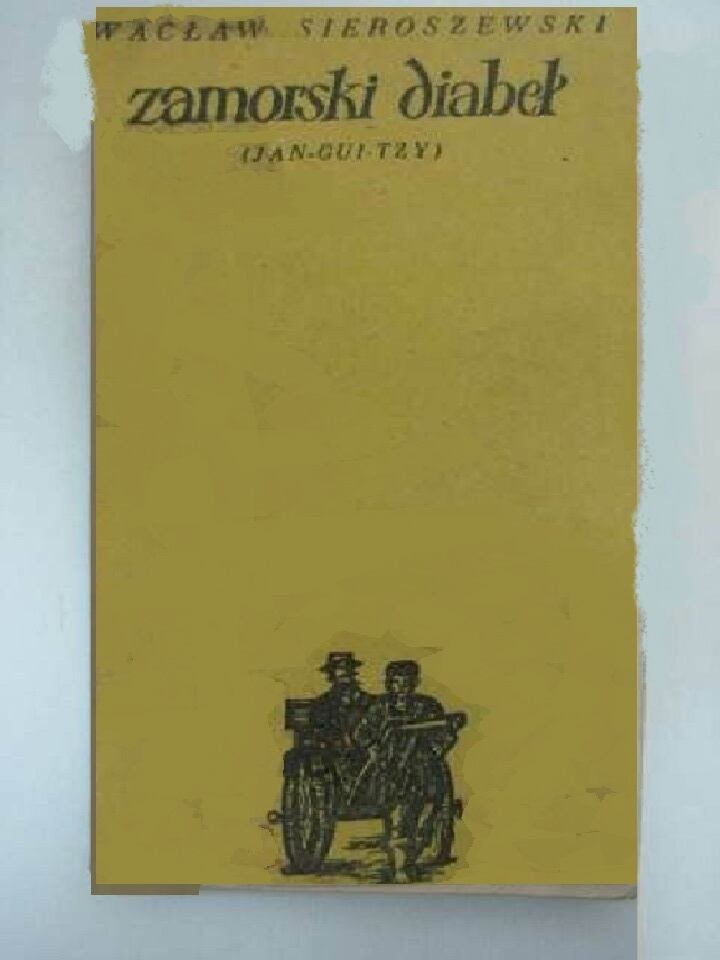 WACŁAW SIEROSZEWSKI
zamorski diabeł
(JAN-GUI-TZY)